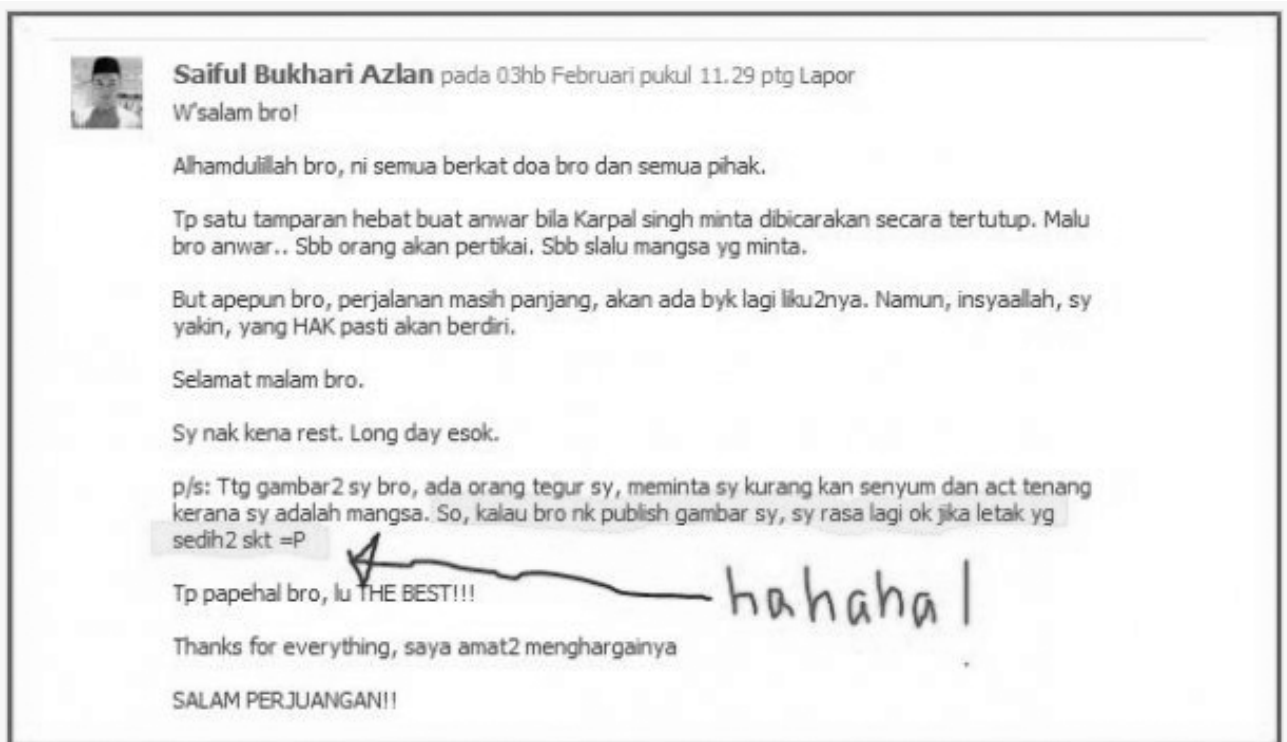 Saiful Bukhari Azlan pada 03hb Februari pukul 11.29 ptg Lapor
W'salam bro!
Alhamdulillah bro, ni semua berkat doa bro dan semua pihak.
Tp satu tamparan hebat buat anwar bila Karpal singh minta dibicarakan secara tertutup. Malu
bro anwar.. Sbb orang akan pertikai. Sbb slalu mangsa yg minta.
But apepun bro, perjalanan masih panjang, akan ada byk lagi liku2nya. Namun, insyaallah, sy
yakin, yang HAK pasti akan berdiri.
Selamat malam bro.
Sy nak kena rest. Long day esok.
p/s: Ttg gambar2 sy bro, ada orang tegur sy, meminta sy kurang kan senyum dan act tenang
kerana sy adalah mangsa. So, kalau bro nk publish gambar sy, sy rasa lagi ok jika letak yg
sedih2 skt =P
Tp papehal bro, lu THE BEST!!!
hahaha!
Thanks for everything, saya amat2 menghargainya
SALAM PERJUANGAN!!